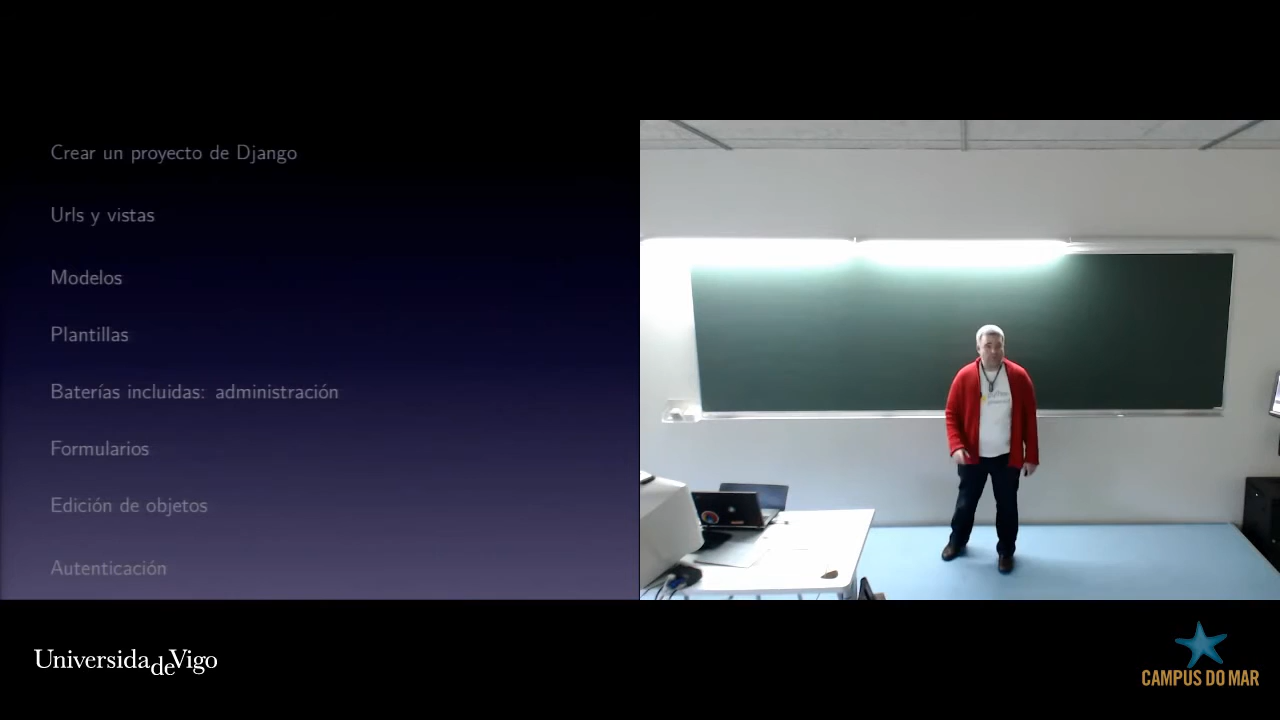 Crear un proyecto de Django
Urls y vistas
Modelos
Plantillas
Baterías incluidas: administración
Formularios
Edición de objetos
Autenticación
UniversidadeVigo
CAMPUS DO MAR